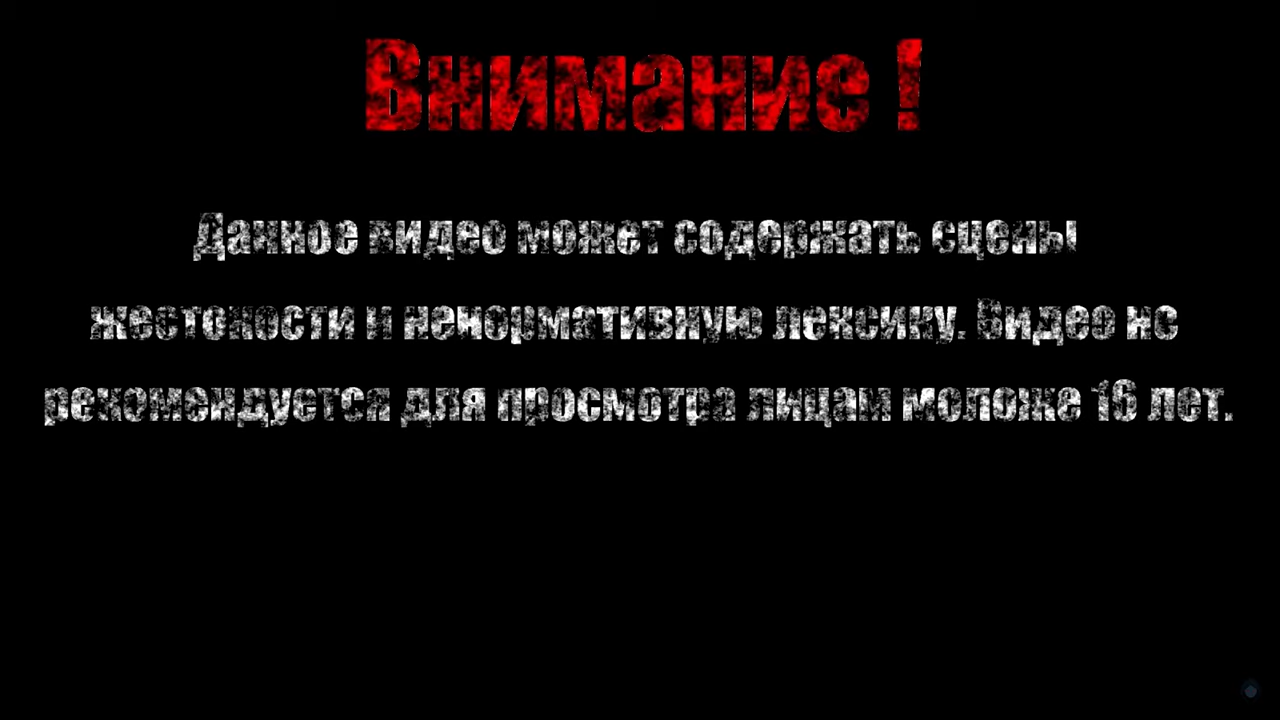 Внимание !
Данное видео может содержать сцены
жестокости и ненормативную лексику. Видео не
рекомендуется для просмотра лицам моложе 16 лет.